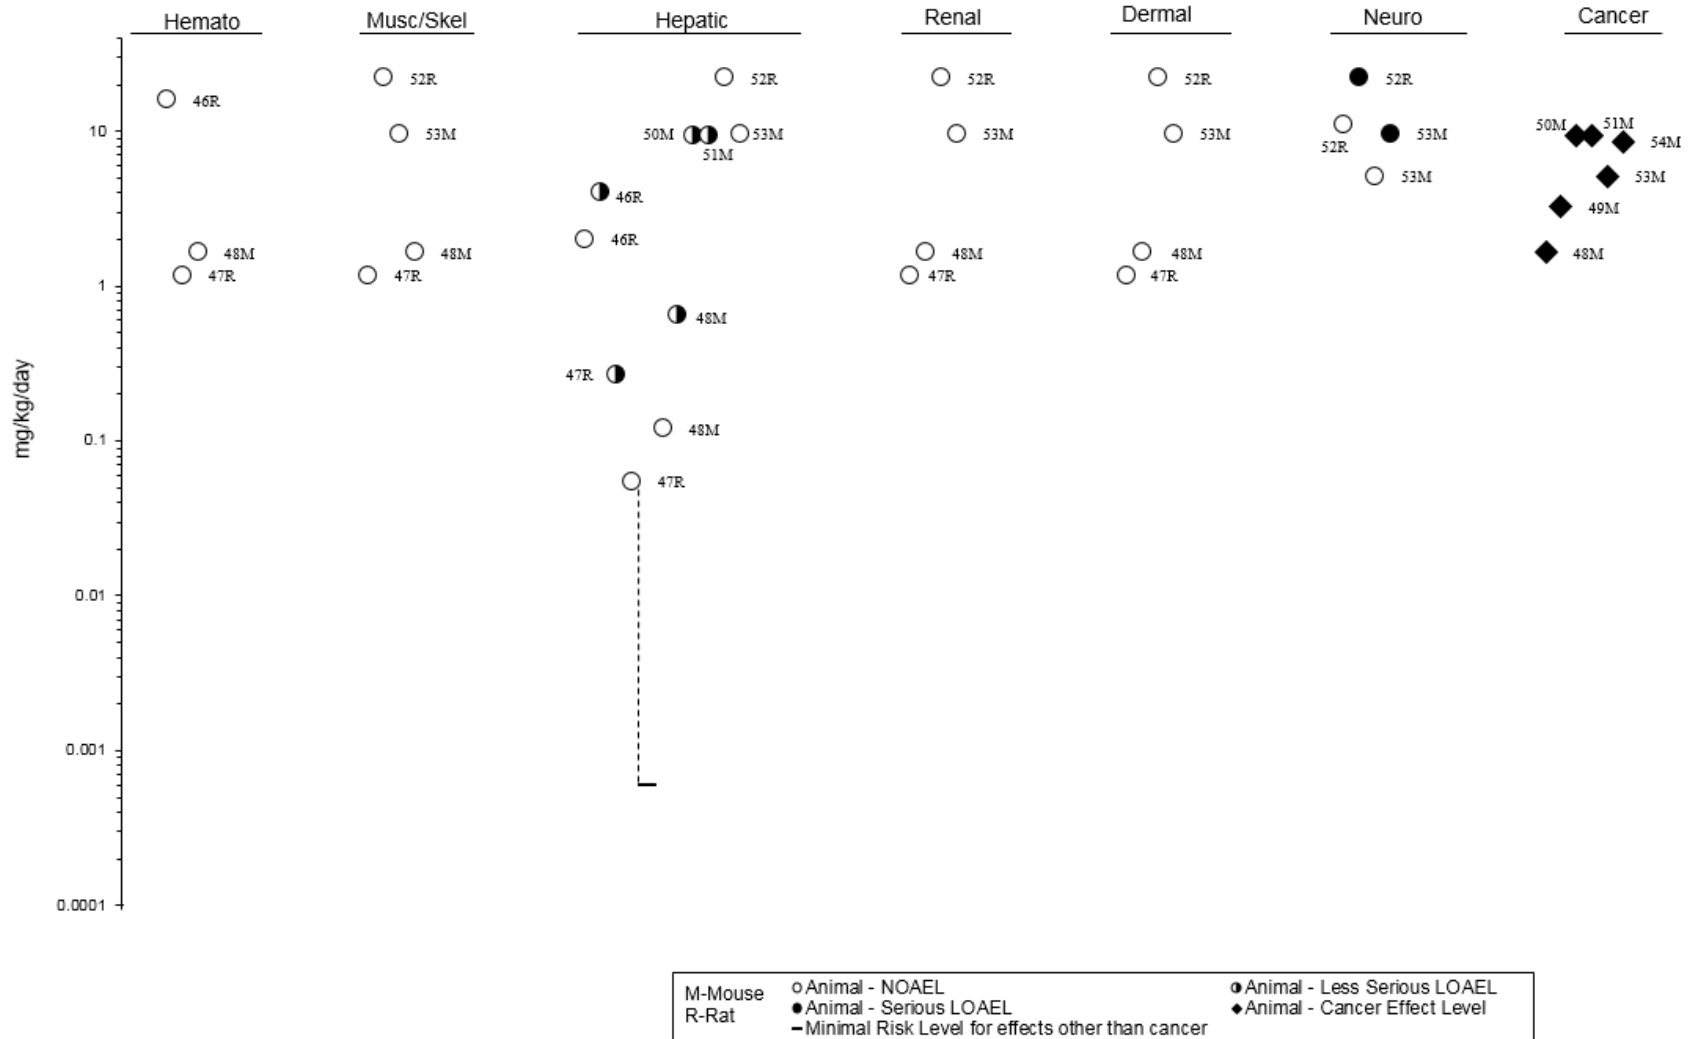 Hemato Musc/Skel Hepatic Renal Dermal Neuro Cancer
52R 52R 52R 52R 52R
46R
10 53M 50M 53M 53M 53M 52R 53M 50M 51M 54M
51M
46R 53M 53M
46R 49M
48M 48M 48M 48M 48M
47R 47R 47R 47R
1
48M
mg/kg/day
47R
0.1 48M
47R
0.01
0.001
0.0001
M-Mouse
R-Rat
Animal - NOAEL
Animal - Less Serious LOAEL
Animal - Serious LOAEL
Animal - Cancer Effect Level
Minimal Risk Level for effects other than cancer